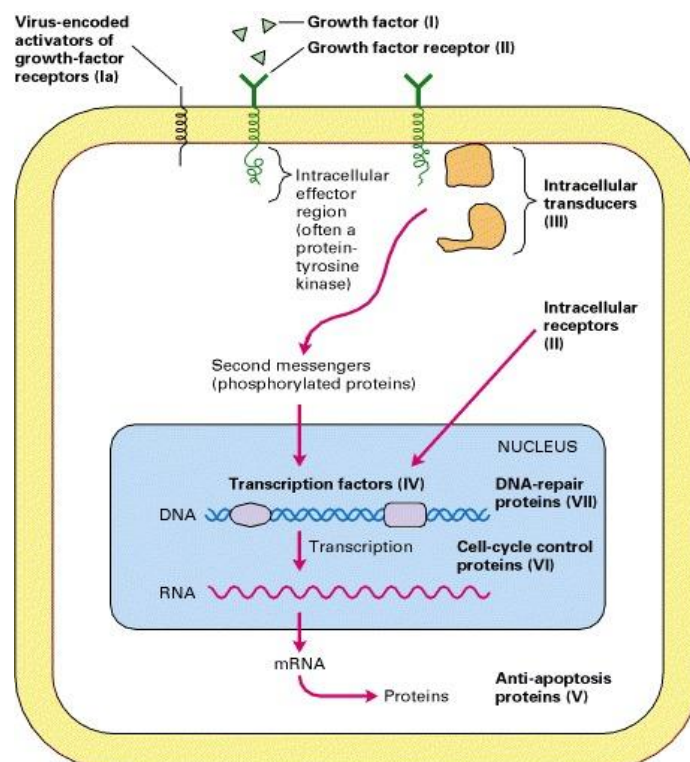 Virus-encoded
activators of
growth-factor
receptors (Ia)
Growth factor (I)
Growth factor receptor (II)
Intracellular
effector
region
(often a
protein-
tyrosine
kinase)
Intracellular
transducers
(III)
Intracellular
receptors
(II)
Second messengers
(phosphorylated proteins)
NUCLEUS
Transcription factors (IV)
DNA-repair
proteins (VII)
DNA
Transcription
Cell-cycle control
proteins (VI)
RNA
mRNA
Proteins
Anti-apoptosis
proteins (V)